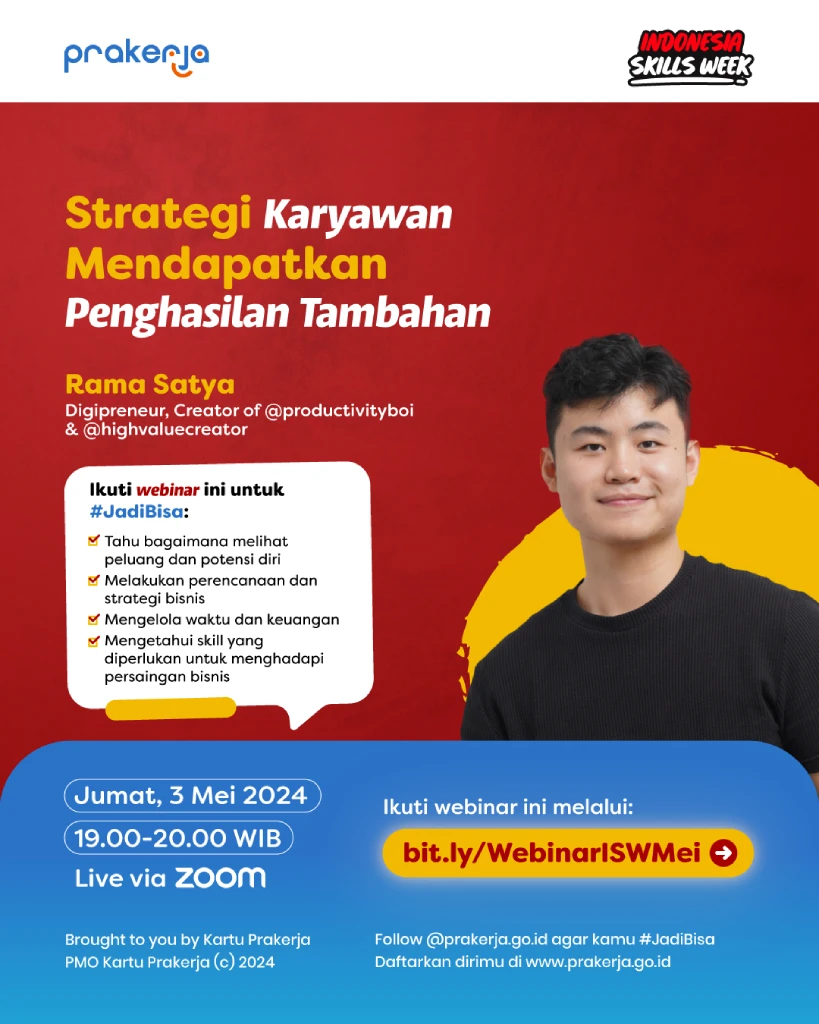 prakerja
INDONESIA
SKILLS WEEK
Strategi Karyawan
Mendapatkan
Penghasilan Tambahan
Rama Satya
Digipreneur, Creator of @productivityboi
& @highvaluecreator
Ikuti webinar ini untuk
#JadiBisa:
Tahu bagaimana melihat
peluang dan potensi diri
Melakukan perencanaan dan
strategi bisnis
Mengelola waktu dan keuangan
Mengetahui skill yang
diperlukan untuk menghadapi
persaingan bisnis
Jumat, 3 Mei 2024
19.00-20.00 WIB
Live via zoom
Ikuti webinar ini melalui:
bit.ly/WebinarISWMei
Brought to you by Kartu Prakerja
PMO Kartu Prakerja (c) 2024
Follow @prakerja.go.id agar kamu #JadiBisa
Daftarkan dirimu di www.prakerja.go.id